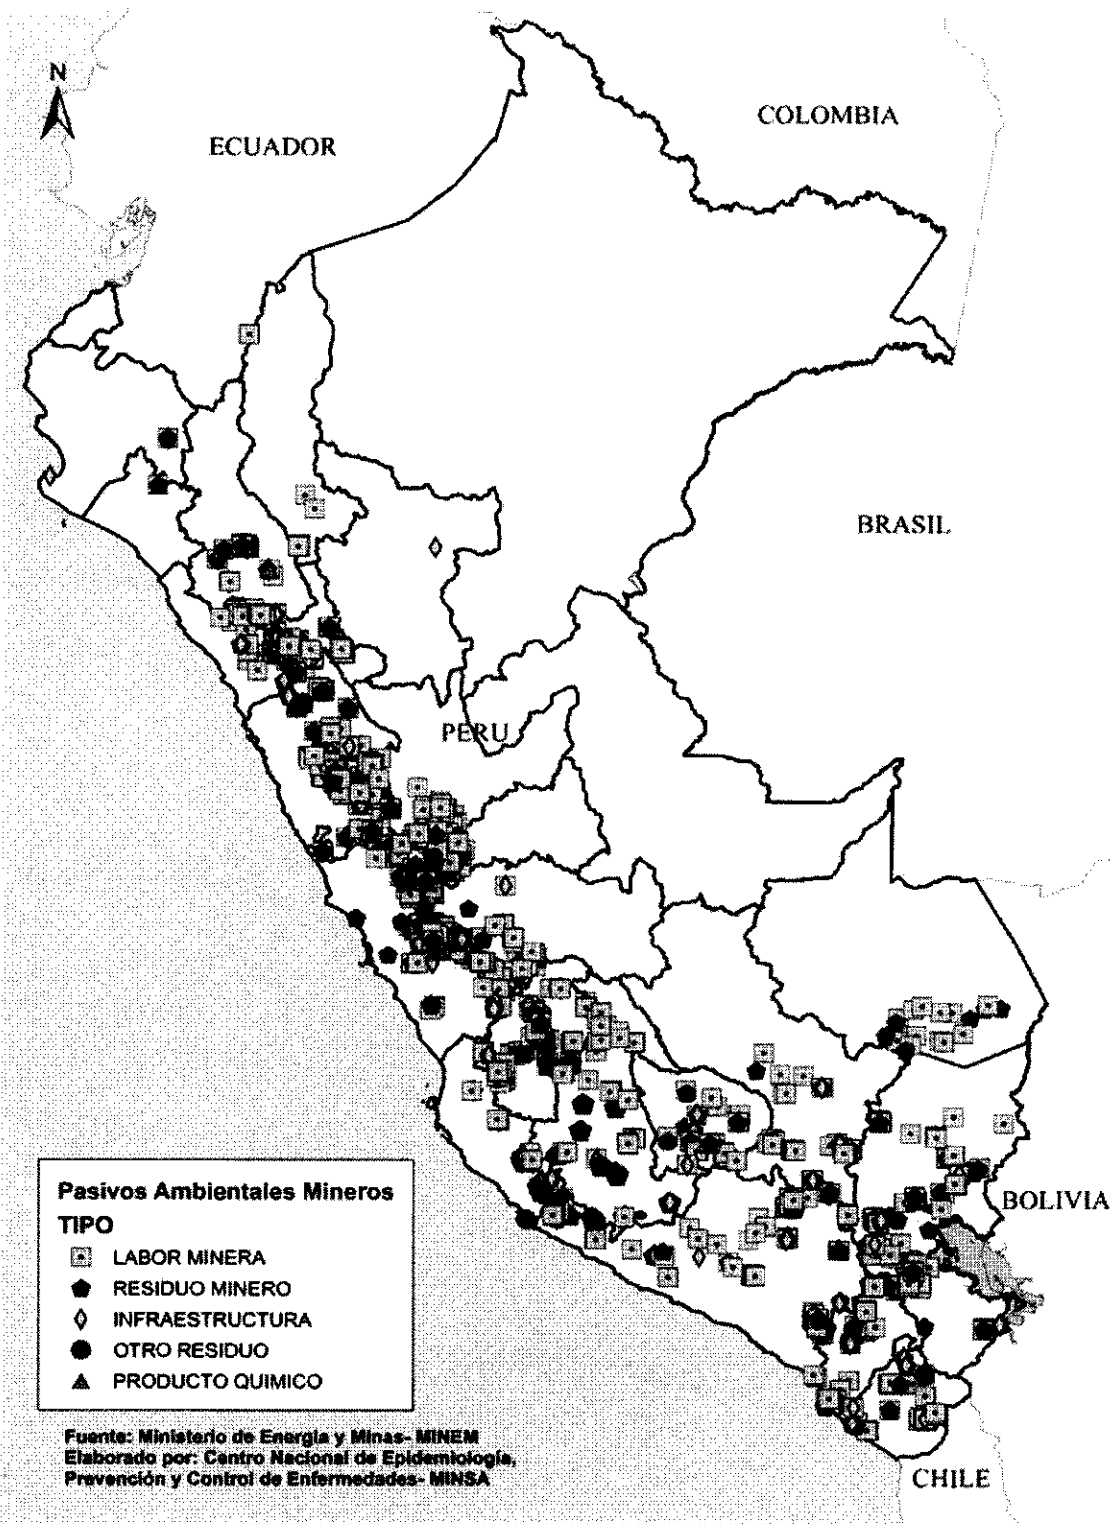 N
COLOMBIA
ECUADOR
BRASIL
PERU
BOLIVIA
CHILE
Pasivos Ambientales Mineros
TIPO
LABOR MINERA
RESIDUO MINERO
INFRAESTRUCTURA
OTRO RESIDUO
PRODUCTO QUIMICO
Fuente: Ministerio de Energía y Minas- MINEM
Elaborado por: Centro Nacional de Epidemiología,
Prevención y Control de Enfermedades- MINSA